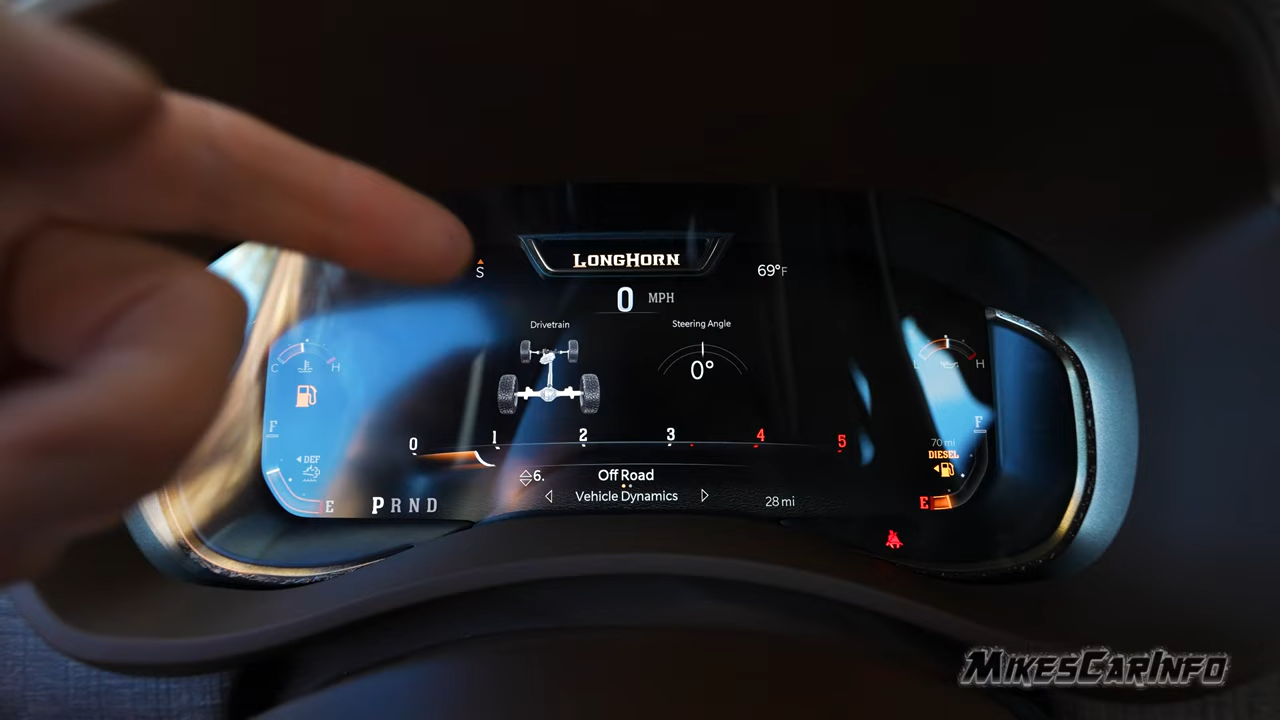 LONGHORN
S
69°F
0 MPH
Drivetrain
Steering Angle
0°
C
H
L
H
F
F
0
1
2
3
4
5
70 mi
DIESEL
DEF
6.
Off Road
Vehicle Dynamics
28 mi
E
E
P R N D
MIKESCARINFO